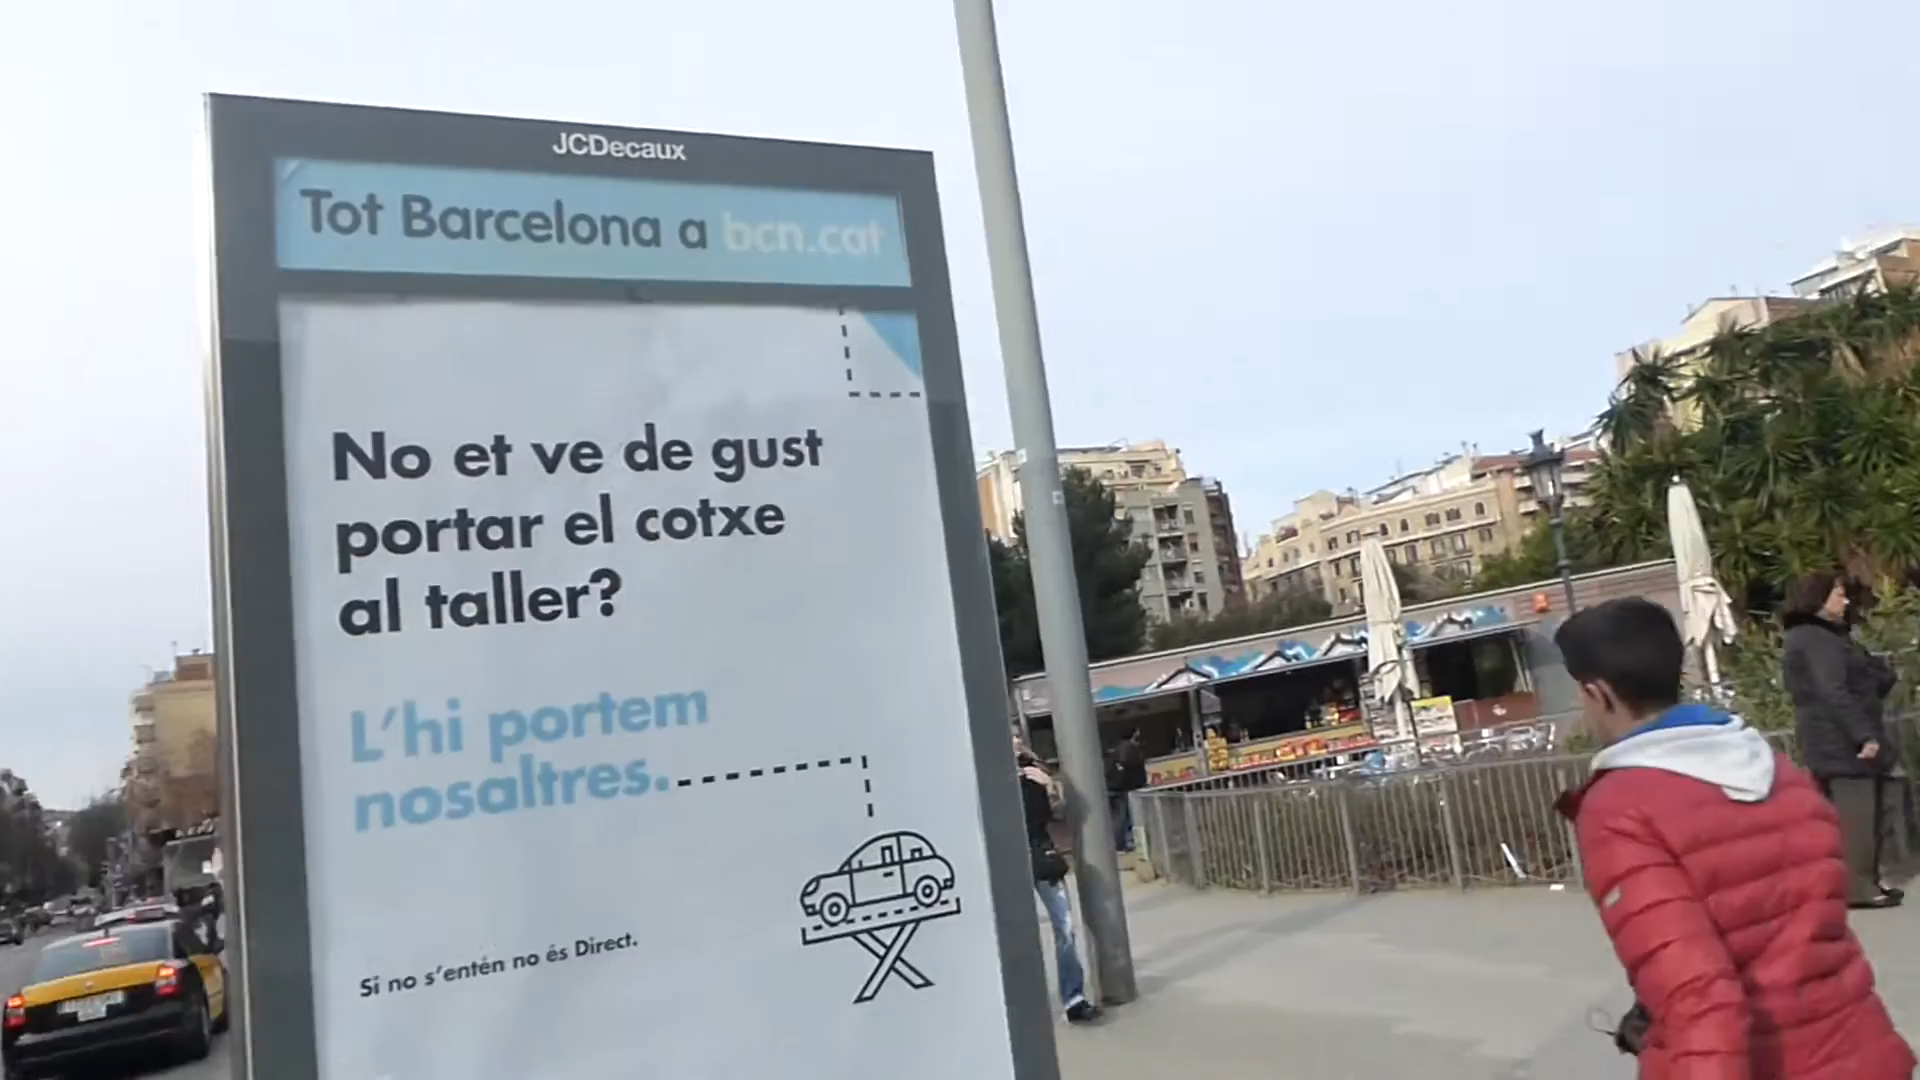 JCDecaux
Tot Barcelona a bcn.cat
No et ve de gust
portar el cotxe
al taller?
L'hi portem
nosaltres.
Si no s'entén no és Direct.